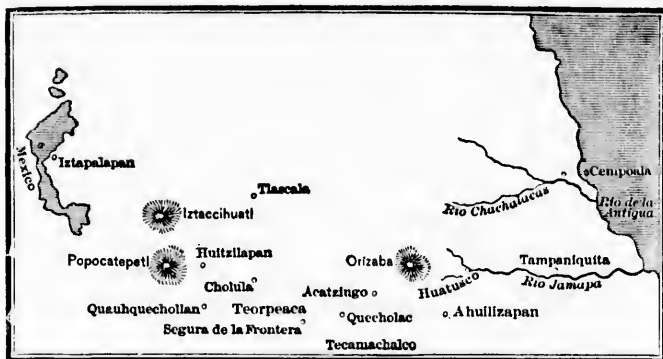 Mexico
Iztapalapan
Tlascala
Iztaccihuatl
Cempoala
Rio Chachalacas
Rio de la
Antigua
Huitzilapan
Popocatepetl
Orizaba
Cholula
Acatzingo
Huatusco
Tampaniquita
Rio Jamapa
Quauhquechollan
Teorpeaca
Segura de la Frontera
Quecholac
Ahuilizapan
Tecamachalco